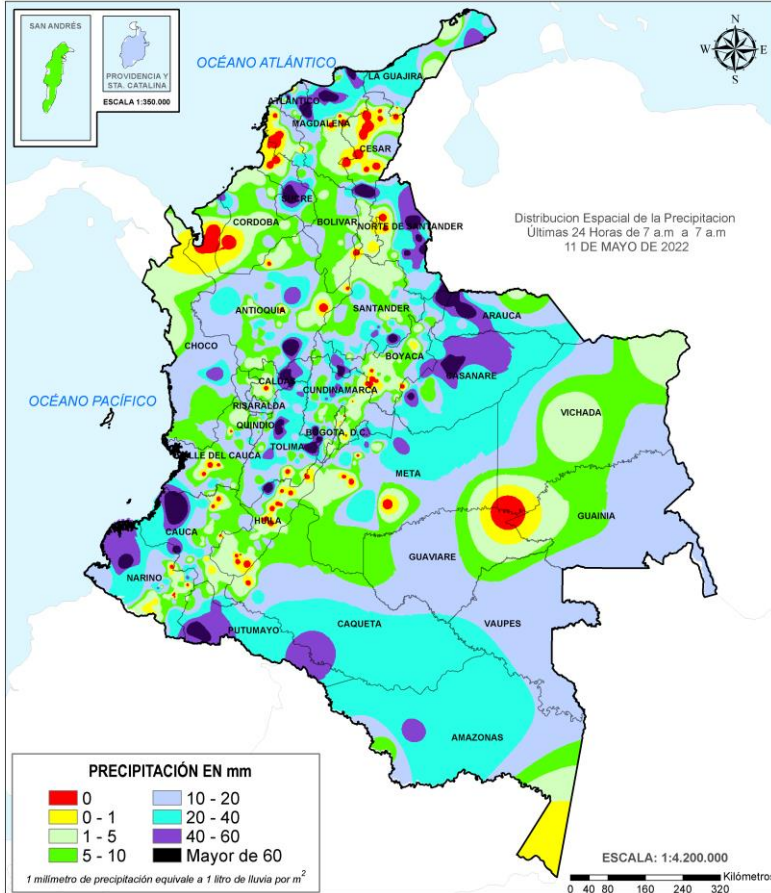 SAN ANDRÉS
PROVIDENCIA Y
STA. CATALINA
ESCALA 1:350.000
OCÉANO ATLÁNTICO
N
W
E
S
LA GUAJIRA
ATLANTICO
MAGDALENA
CESAR
SUCRE
CORDOBA
BOLIVAR
NORTE DE SANTANDER
Distribucion Espacial de la Precipitacion
Últimas 24 Horas de 7 a.m a 7 a.m
11 DE MAYO DE 2022
ANTIOQUIA
SANTANDER
ARAUCA
CHOCO
BOYACA
CASANARE
CALDAS
CUNDINAMARCA
OCÉANO PACÍFICO
RISARALDA
VICHADA
QUINDIO
BOGOTA, D.C.
TOLIMA
VALLE DEL CAUCA
META
GUAINIA
HUILA
CAUCA
GUAVIARE
NARINO
PUTUMAYO
CAQUETA
VAUPES
AMAZONAS
PRECIPITACIÓN EN mm
0
10 - 20
0 - 1
20 - 40
1 - 5
40 - 60
5 - 10
Mayor de 60
1 milímetro de precipitación equivale a 1 litro de lluvia por m²
ESCALA: 1:4.200.000
Kilómetros
0 40 80 160 240 320